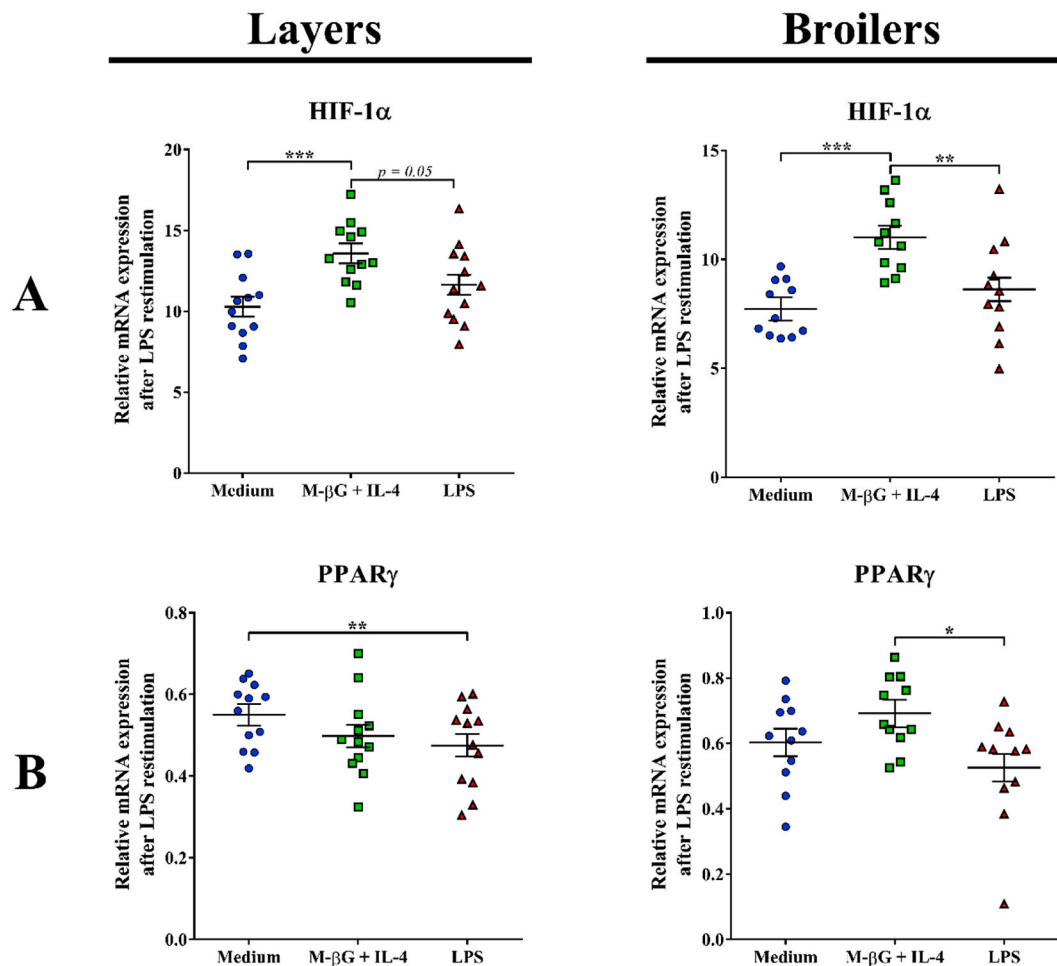 Layers
Broilers
A
HIF-1α
Relative mRNA expression
after LPS restimulation
20
15
10
5
0
***
p = 0.05
Medium
M-βG + IL-4
LPS
HIF-1α
Relative mRNA expression
after LPS restimulation
15
10
5
0
***
**
Medium
M-βG + IL-4
LPS
B
PPARγ
Relative mRNA expression
after LPS restimulation
0.8
0.6
0.4
0.2
0.0
**
Medium
M-βG + IL-4
LPS
PPARγ
Relative mRNA expression
after LPS restimulation
1.0
0.8
0.6
0.4
0.2
0.0
*
Medium
M-βG + IL-4
LPS